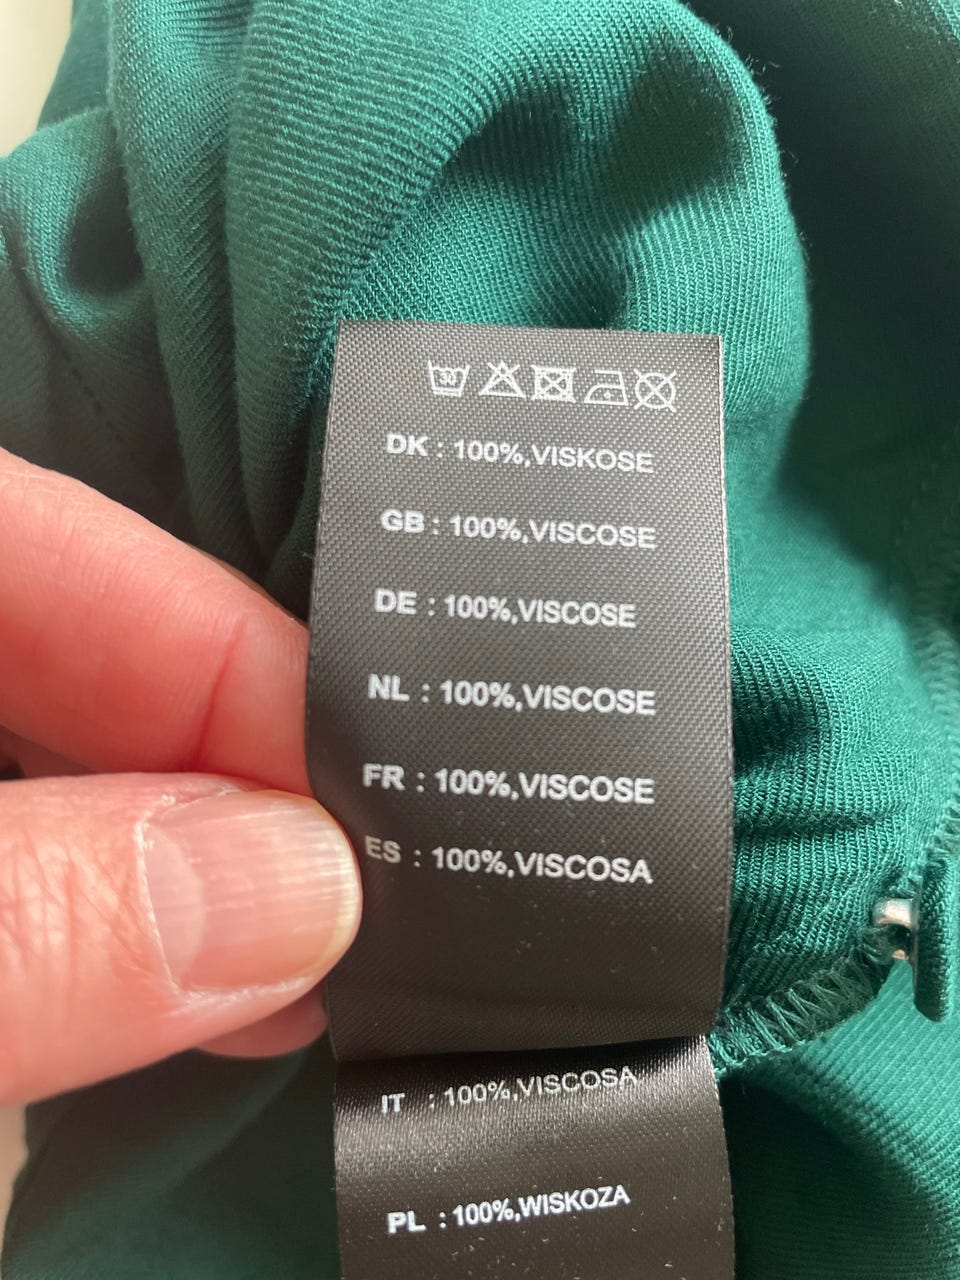 30
DK : 100%,VISKOSE
GB : 100%,VISCOSE
DE : 100%,VISCOSE
NL : 100%,VISCOSE
FR : 100%,VISCOSE
ES : 100%,VISCOSA
IT : 100%,VISCOSA
PL : 100%,WISKOZA